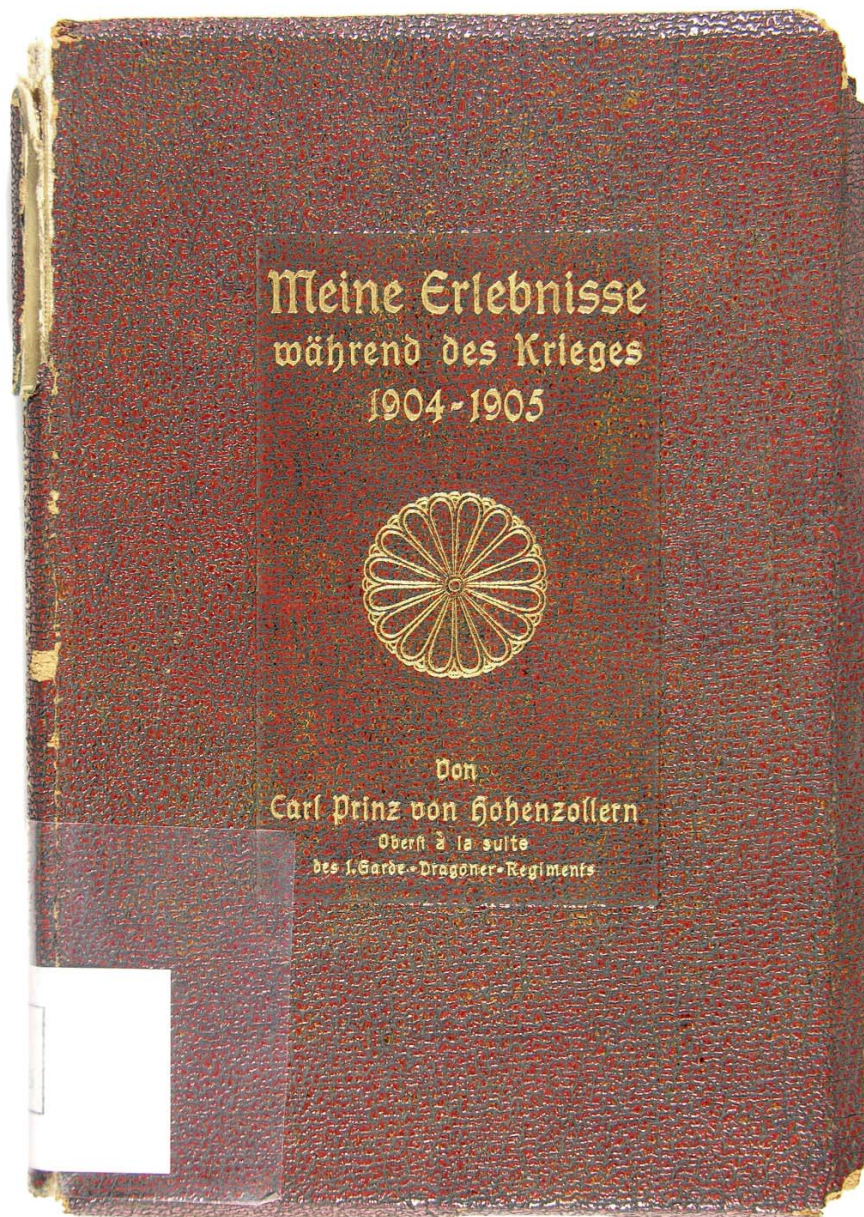 Meine Erlebnisse
während des Krieges
1904-1905
Von
Carl Prinz von Hohenzollern
Oberst à la suite
des 1. Garde-Dragoner-Regiments